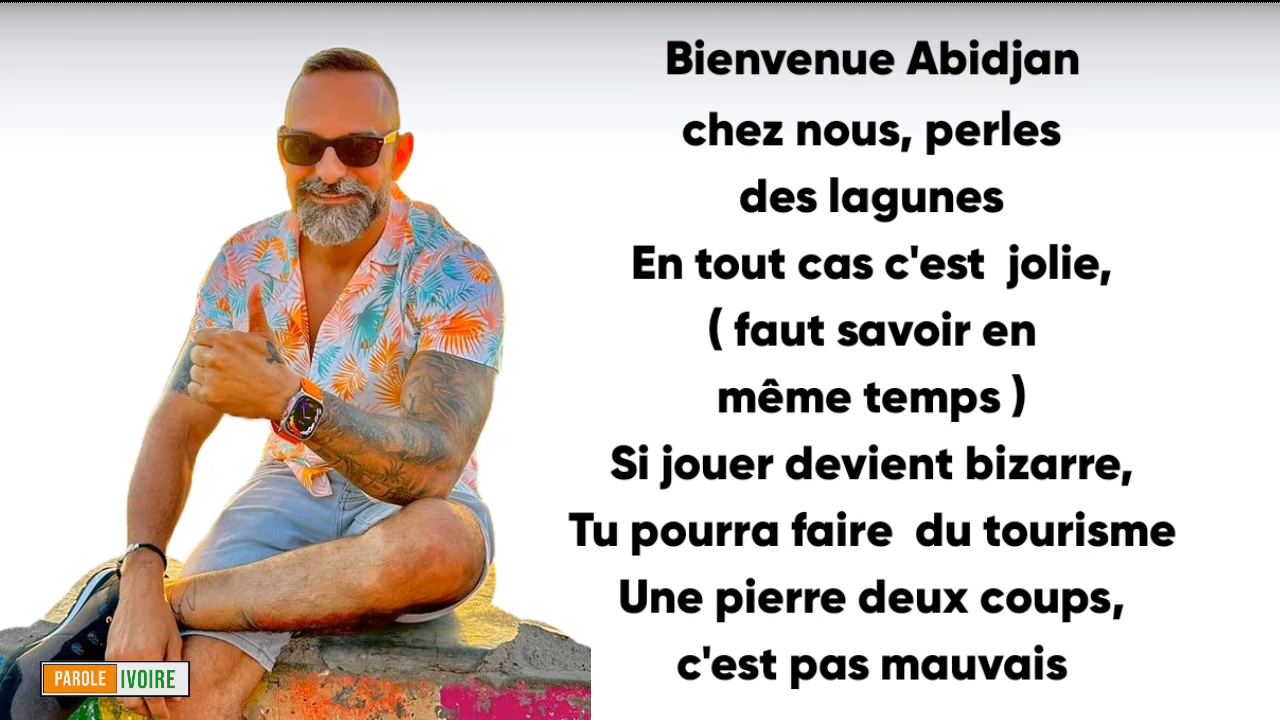 Bienvenue Abidjan
chez nous, perles
des lagunes
En tout cas c'est  jolie,
( faut savoir en
même temps )
Si jouer devient bizarre,
Tu pourra faire  du tourisme
Une pierre deux coups,
c'est pas mauvais
PAROLE IVOIRE